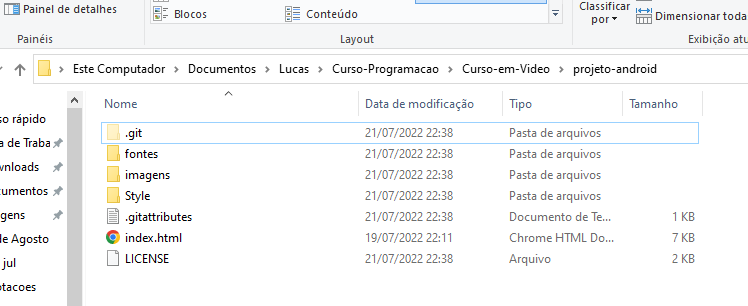 Painel de detalhes
Blocos
Conteúdo
Classificar
por
Dimensionar todas
Painéis
Layout
Exibição atu
Este Computador > Documentos > Lucas > Curso-Programacao > Curso-em-Video > projeto-android
Nome Data de modificação Tipo Tamanho
so rápido
.git 21/07/2022 22:38 Pasta de arquivos
a de Traba
fontes 21/07/2022 22:38 Pasta de arquivos
wnloads
imagens 21/07/2022 22:38 Pasta de arquivos
cumentos
Style 21/07/2022 22:38 Pasta de arquivos
gens
.gitattributes 21/07/2022 22:38 Documento de Te... 1 KB
de Agosto
index.html 19/07/2022 22:11 Chrome HTML Do... 7 KB
jul
LICENSE 21/07/2022 22:38 Arquivo 2 KB
otacoes